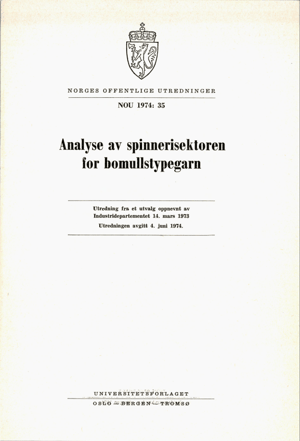 NORGES OFFENTLIGE UTREDNINGER
NOU 1974: 35
Analyse av spinnerisektoren
for bomullstypegarn
Utredning fra et utvalg oppnevnt av
Industridepartementet 14. mars 1973
Utredningen avgitt 4. juni 1974.
UNIVERSITETSFORLAGET
OSLO — BERGEN — TROMSØ